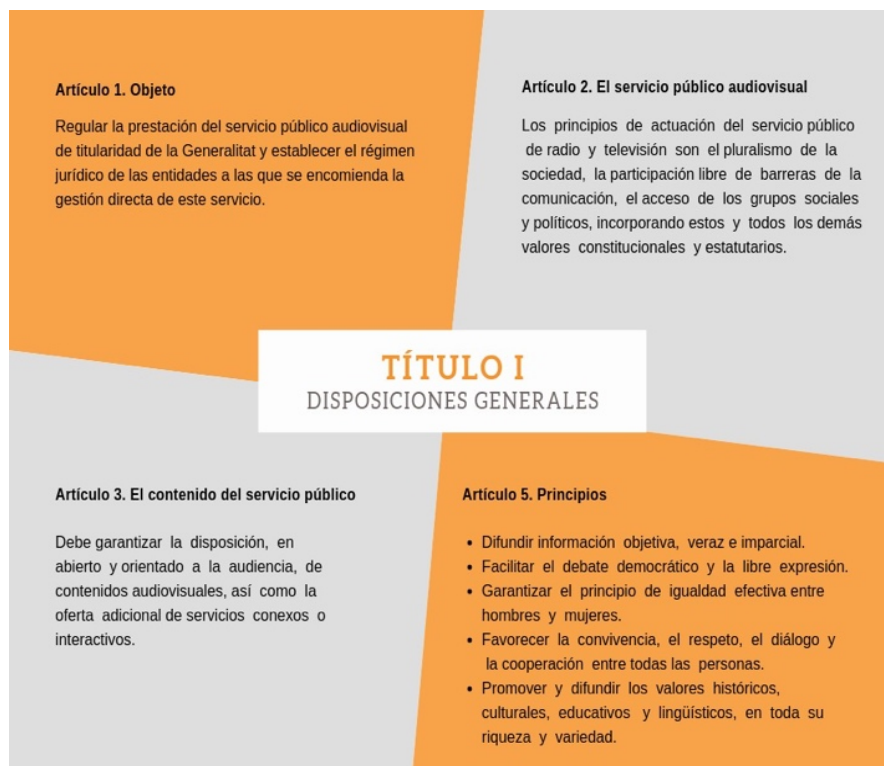 Artículo 1. Objeto
Regular la prestación del servicio público audiovisual
de titularidad de la Generalitat y establecer el régimen
jurídico de las entidades a las que se encomienda la
gestión directa de este servicio.
Artículo 2. El servicio público audiovisual
Los principios de actuación del servicio público
de radio y televisión son el pluralismo de la
sociedad, la participación libre de barreras de la
comunicación, el acceso de los grupos sociales
y políticos, incorporando estos y todos los demás
valores constitucionales y estatutarios.
TÍTULO I
DISPOSICIONES GENERALES
Artículo 3. El contenido del servicio público
Debe garantizar la disposición, en
abierto y orientado a la audiencia, de
contenidos audiovisuales, así como la
oferta adicional de servicios conexos o
interactivos.
Artículo 5. Principios
• Difundir información objetiva, veraz e imparcial.
• Facilitar el debate democrático y la libre expresión.
• Garantizar el principio de igualdad efectiva entre
hombres y mujeres.
• Favorecer la convivencia, el respeto, el diálogo y
la cooperación entre todas las personas.
• Promover y difundir los valores históricos,
culturales, educativos y lingüísticos, en toda su
riqueza y variedad.